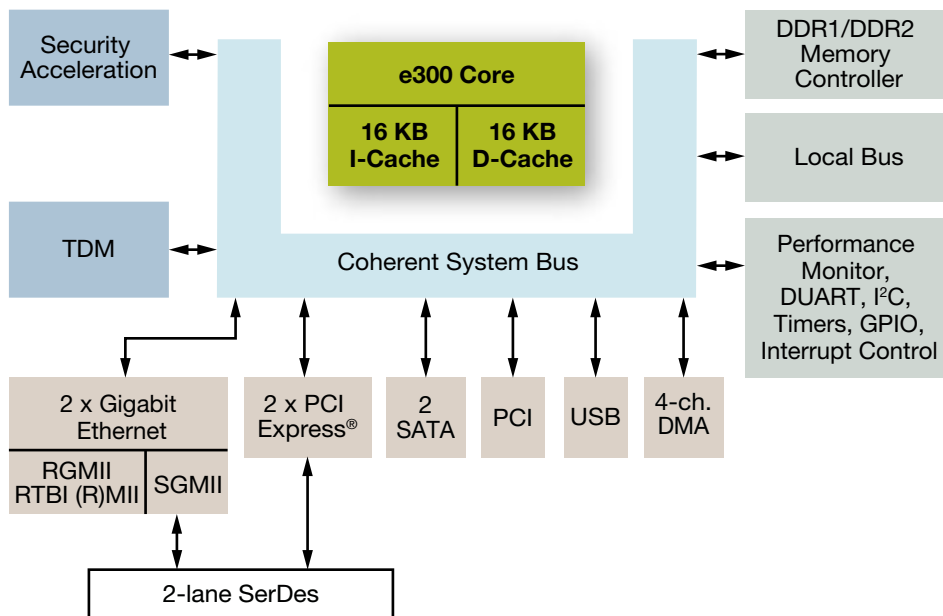 Security
Acceleration
e300 Core
16 KB
I-Cache
16 KB
D-Cache
DDR1/DDR2
Memory
Controller
Local Bus
TDM
Coherent System Bus
Performance
Monitor,
DUART, I²C,
Timers, GPIO,
Interrupt Control
2 x Gigabit
Ethernet
RGMII
RTBI (R)MII
SGMII
2 x PCI
Express®
2
SATA
PCI
USB
4-ch.
DMA
2-lane SerDes